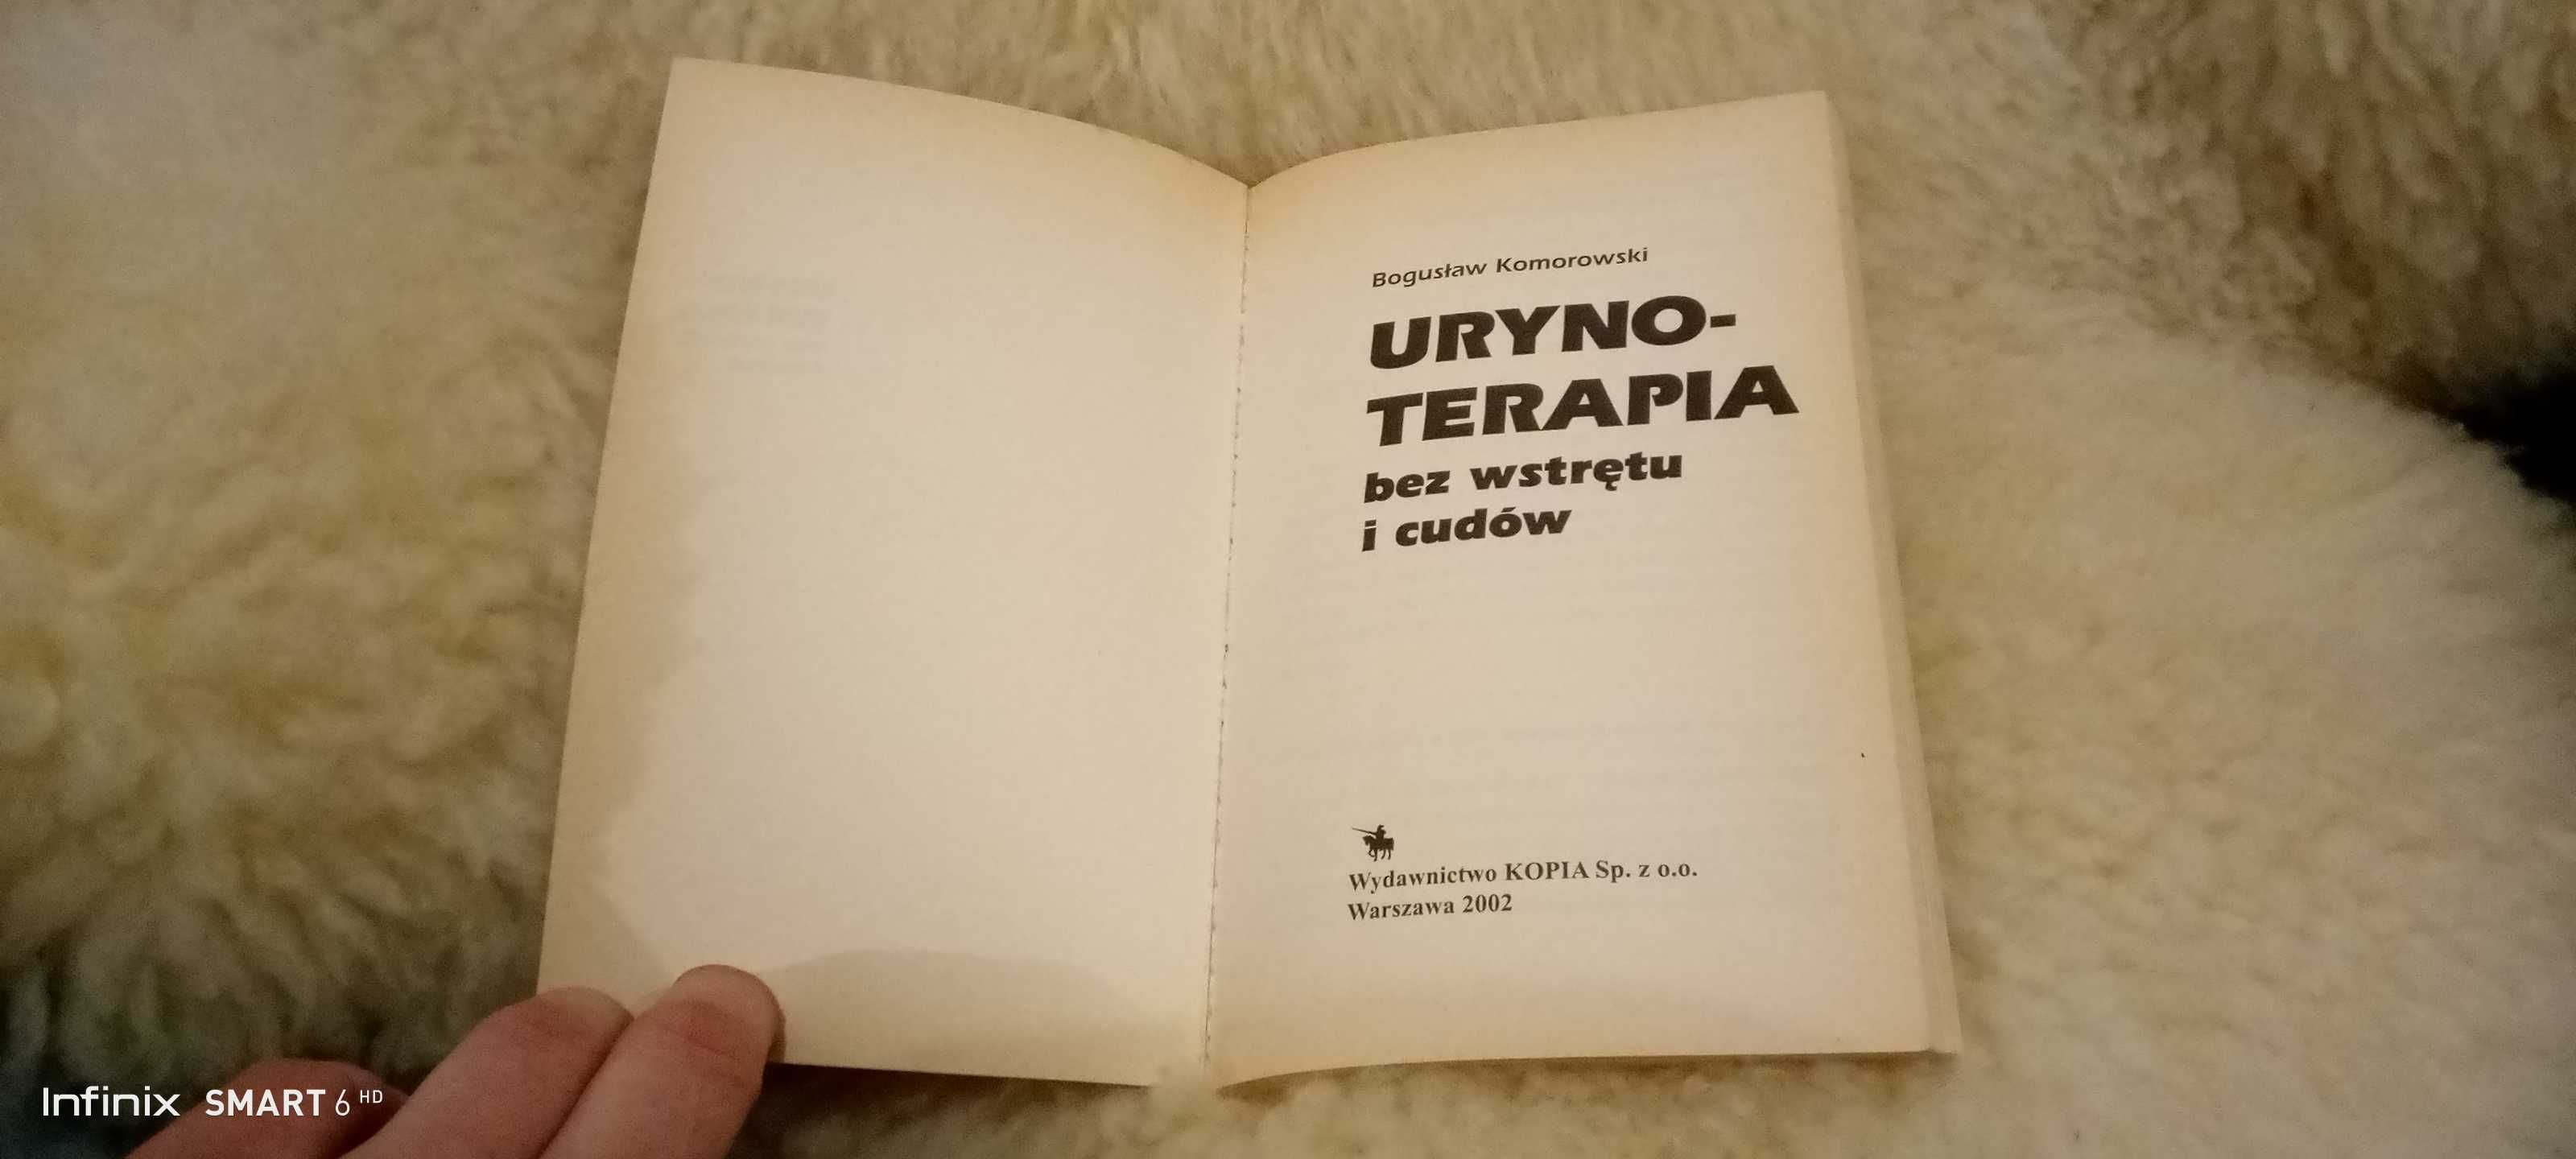 Bogusław Komorowski
URYNO-
TERAPIA
bez wstrętu
i cudów
Wydawnictwo KOPIA Sp. z o.o.
Warszawa 2002
Infinix SMART 6 HD